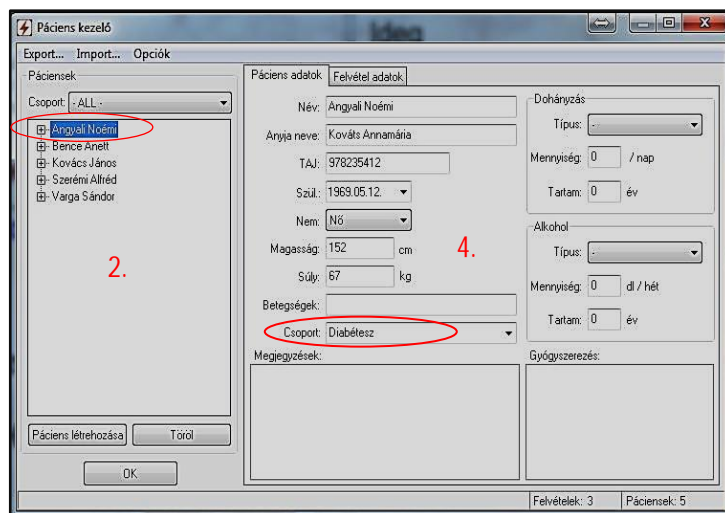 Idea
Páciens kezelő
Export... Import... Opciók
Páciensek
Csoport: - ALL -
Angyali Noémi
Bence Anett
Kovács János
Szerémi Alfréd
Varga Sándor
2.
Páciens létrehozása Töröl
OK
Páciens adatok Felvétel adatok
Név: Angyali Noémi
Anyja neve: Kováts Annamária
TAJ: 978235412
Szül.: 1969.05.12.
Nem: Nő
Magasság: 152 cm
4.
Súly: 67 kg
Betegségek:
Csoport: Diabétesz
Megjegyzések:
Dohányzás
Típus: -
Mennyiség: 0 / nap
Tartam: 0 év
Alkohol
Típus: -
Mennyiség: 0 dl / hét
Tartam: 0 év
Gyógyszerezés:
Felvételek: 3 Páciensek: 5